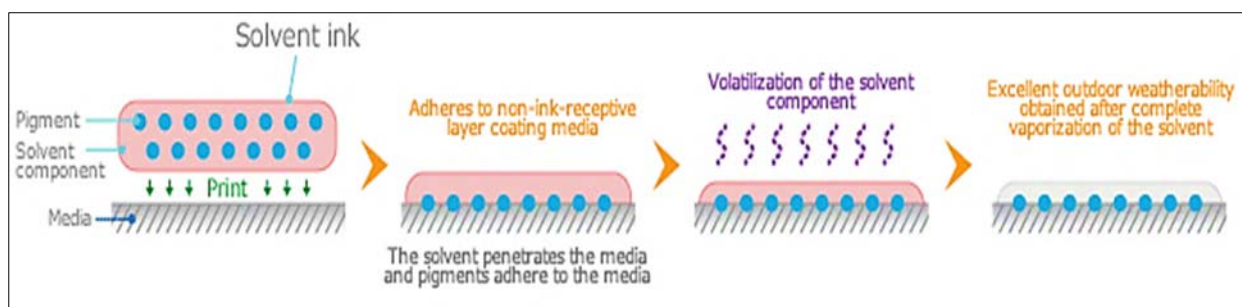 Solvent ink
Pigment
Solvent
component
Print
Media
Adheres to non-ink-receptive
layer coating media
The solvent penetrates the media
and pigments adhere to the media
Volatilization of the solvent
component
Excellent outdoor weatherability
obtained after complete
vaporization of the solvent